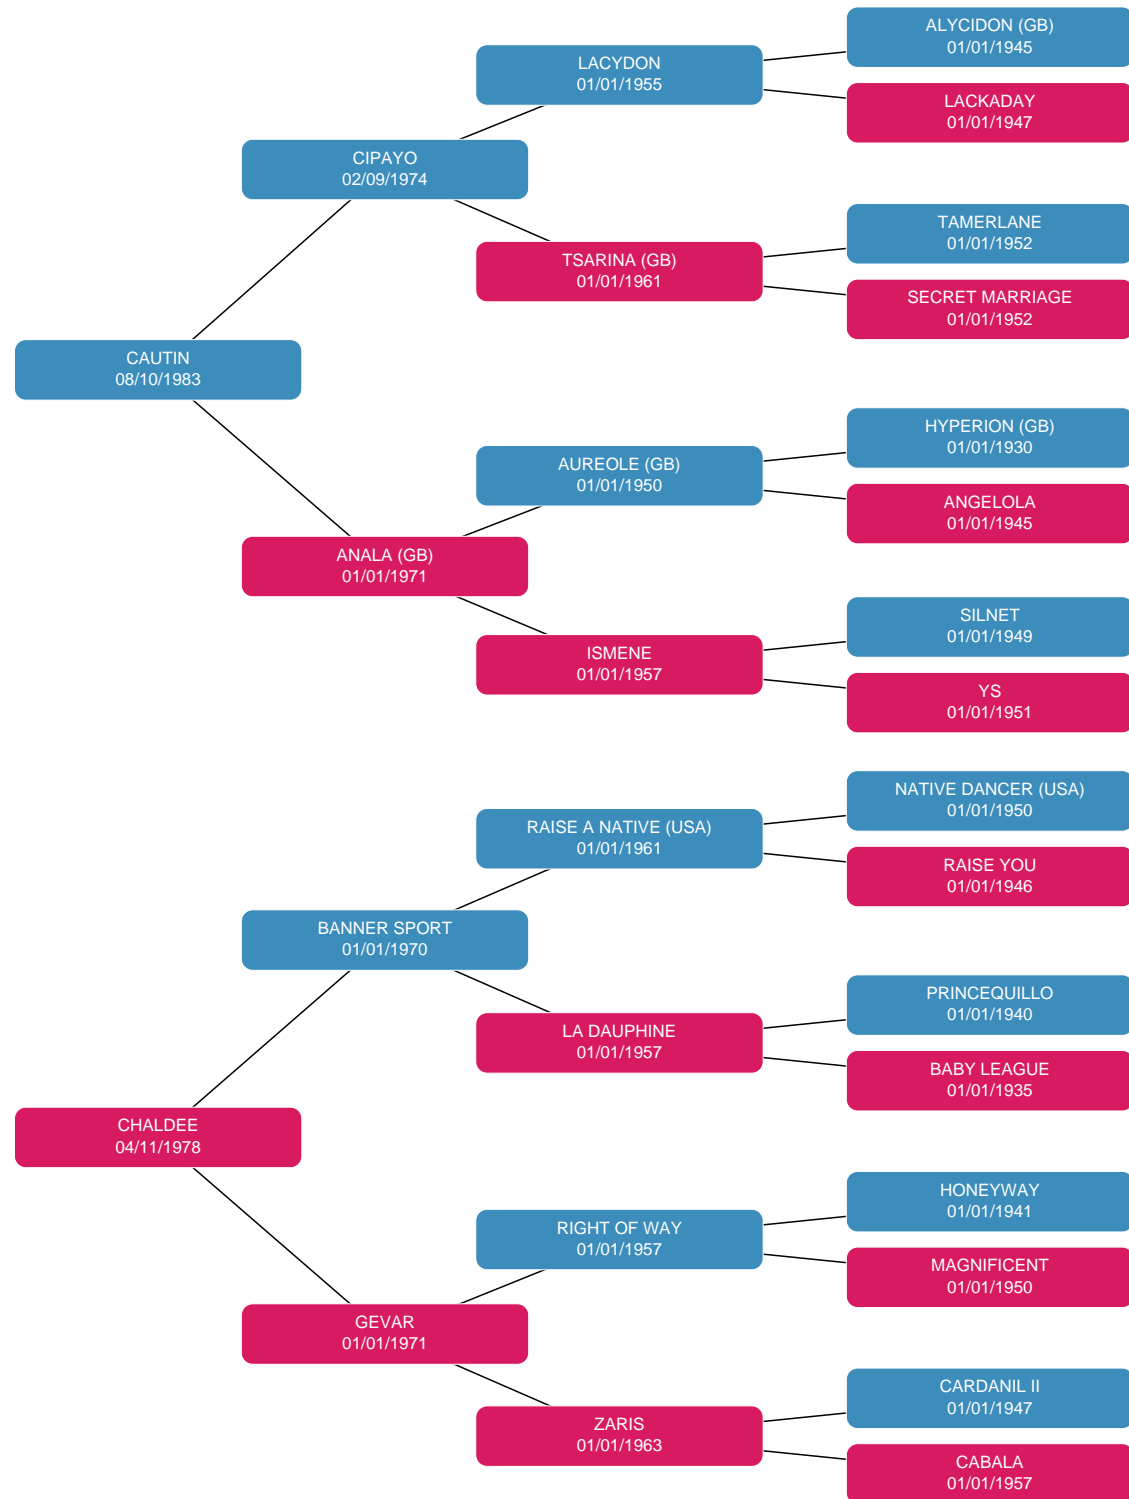 ALYCIDON (GB)
01/01/1945
LACYDON
01/01/1955
LACKADAY
01/01/1947
CIPAYO
02/09/1974
TAMERLANE
01/01/1952
TSARINA (GB)
01/01/1961
SECRET MARRIAGE
01/01/1952
CAUTIN
08/10/1983
HYPERION (GB)
01/01/1930
AUREOLE (GB)
01/01/1950
ANGELOLA
01/01/1945
ANALA (GB)
01/01/1971
SILNET
01/01/1949
ISMENE
01/01/1957
YS
01/01/1951
NATIVE DANCER (USA)
01/01/1950
RAISE A NATIVE (USA)
01/01/1961
RAISE YOU
01/01/1946
BANNER SPORT
01/01/1970
PRINCEQUILLO
01/01/1940
LA DAUPHINE
01/01/1957
BABY LEAGUE
01/01/1935
CHALDEE
04/11/1978
HONEYWAY
01/01/1941
RIGHT OF WAY
01/01/1957
MAGNIFICENT
01/01/1950
GEVAR
01/01/1971
CARDANIL II
01/01/1947
ZARIS
01/01/1963
CABALA
01/01/1957